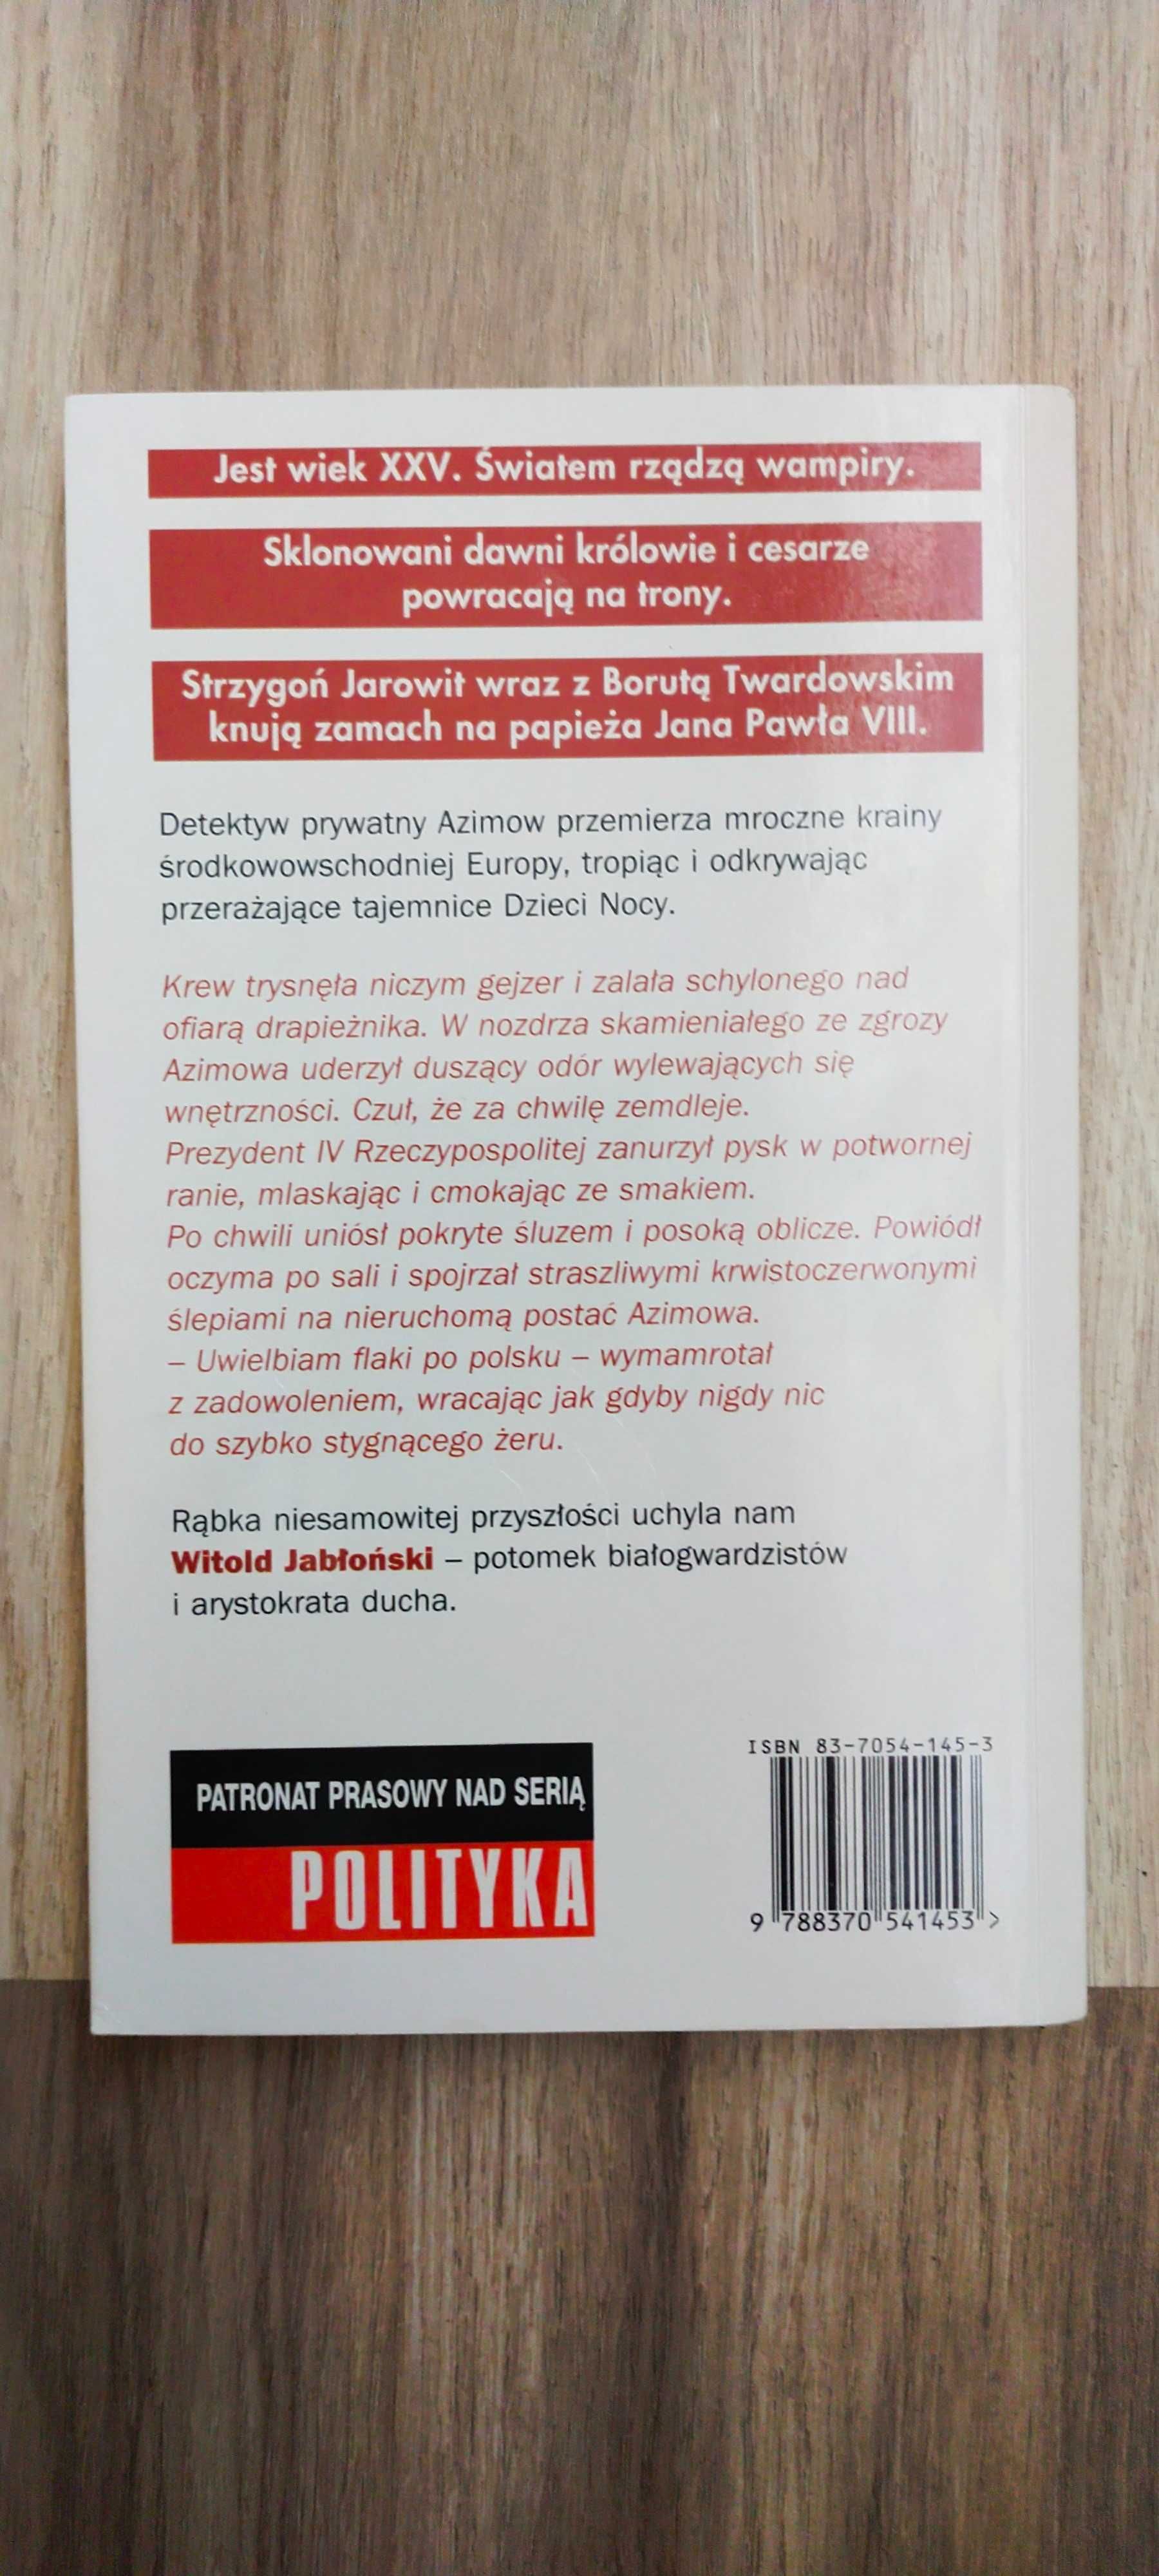 Jest wiek XXV. Światem rządzą wampiry.
Sklonowani dawni królowie i cesarze
powracają na trony.
Strzygoń Jarowit wraz z Borutą Twardowskim
knują zamach na papieża Jana Pawła VIII.
Detektyw prywatny Azimow przemierza mroczne krainy
środkowowschodniej Europy, tropiąc i odkrywając
przerażające tajemnice Dzieci Nocy.
Krew trysnęła niczym gejzer i zalała schylonego nad
ofiarą drapieżnika. W nozdrza skamieniałego ze zgrozy
Azimowa uderzył duszący odór wylewających się
wnętrzności. Czuł, że za chwilę zemdleje.
Prezydent IV Rzeczypospolitej zanurzył pysk w potwornej
ranie, mlaskając i cmokając ze smakiem.
Po chwili uniósł pokryte śluzem i posoką oblicze. Powiódł
oczyma po sali i spojrzał straszliwymi krwistoczerwonymi
ślepiami na nieruchomą postać Azimowa.
– Uwielbiam flaki po polsku – wymamrotał
z zadowoleniem, wracając jak gdyby nigdy nic
do szybko stygnącego żeru.
Rąbka niesamowitej przyszłości uchyla nam
Witold Jabłoński – potomek białogwardzistów
i arystokrata ducha.
PATRONAT PRASOWY NAD SERIĄ
POLITYKA
ISBN 83-7054-145-3
9 788370 541453 >